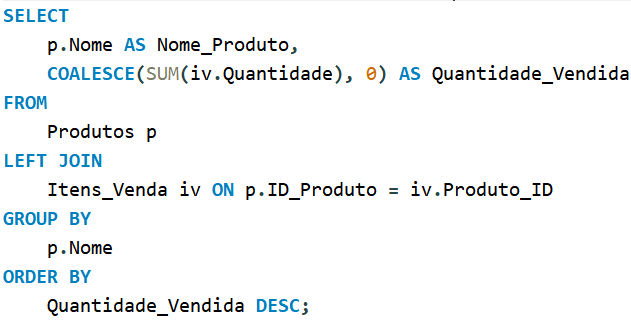 SELECT
p.Nome AS Nome_Produto,
COALESCE(SUM(iv.Quantidade), 0) AS Quantidade_Vendida
FROM
Produtos p
LEFT JOIN
Itens_Venda iv ON p.ID_Produto = iv.Produto_ID
GROUP BY
p.Nome
ORDER BY
Quantidade_Vendida DESC;